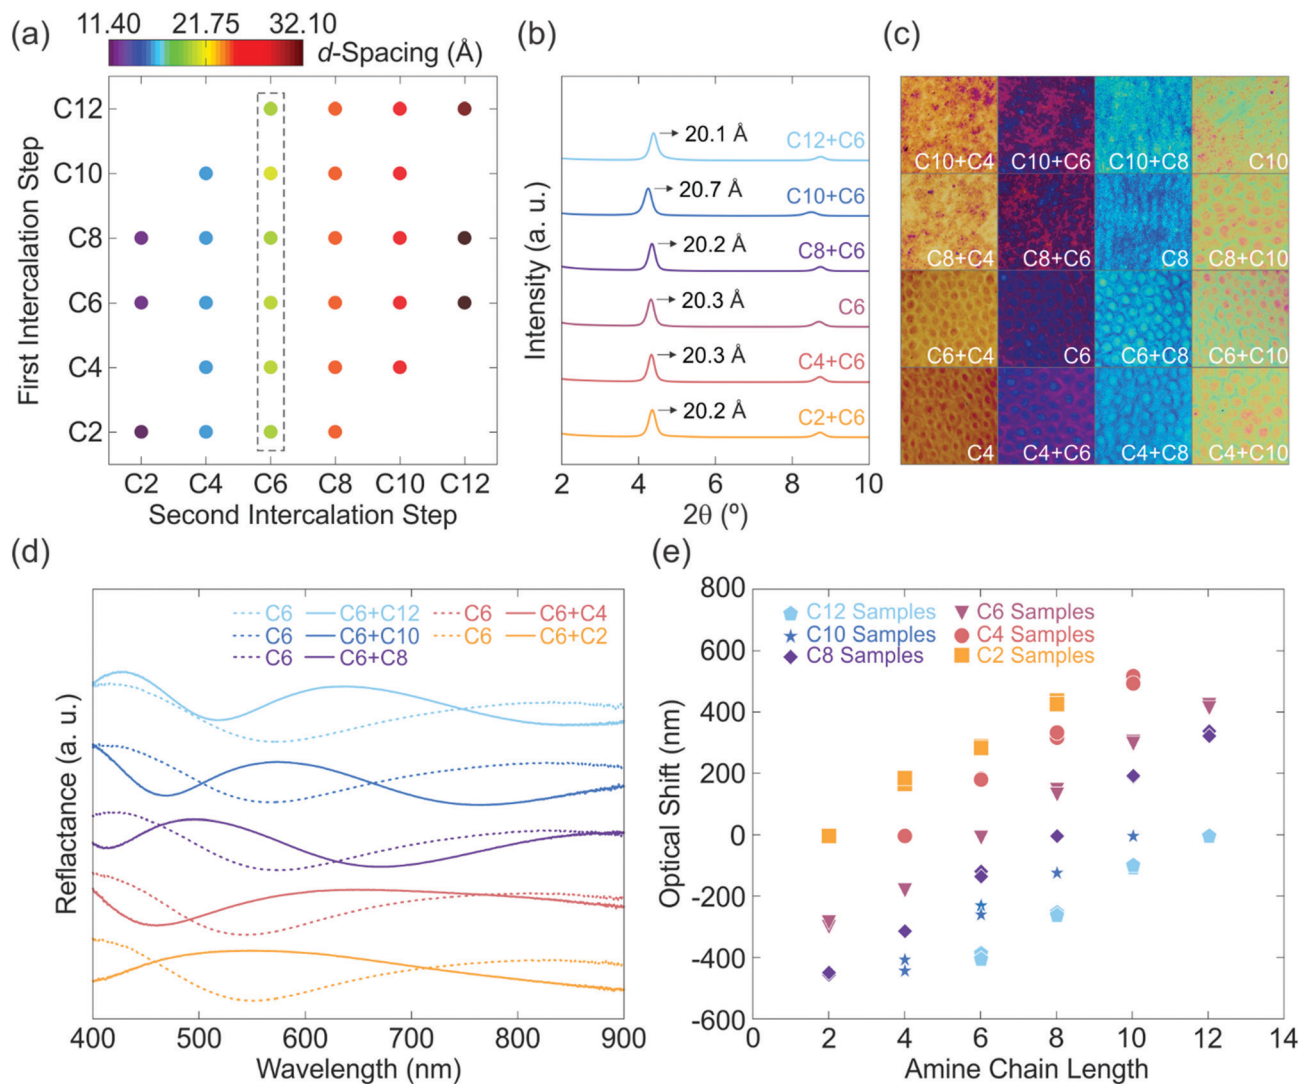 (a)
11.40 21.75 32.10
d-Spacing (Å)
First Intercalation Step
C12
C10
C8
C6
C4
C2
C2 C4 C6 C8 C10 C12
Second Intercalation Step
(b)
Intensity (a. u.)
20.1 Å C12+C6
20.7 Å C10+C6
20.2 Å C8+C6
20.3 Å C6
20.3 Å C4+C6
20.2 Å C2+C6
2 4 6 8 10
2θ (º)
(c)
C10+C4 C10+C6 C10+C8 C10
C8+C4 C8+C6 C8 C8+C10
C6+C4 C6 C6+C8 C6+C10
C4 C4+C6 C4+C8 C4+C10
(d)
Reflactance (a. u.)
C6 C6+C12 C6 C6+C4
C6 C6+C10 C6 C6+C2
C6 C6+C8
400 500 600 700 800 900
Wavelength (nm)
(e)
Optical Shift (nm)
800
600
400
200
0
-200
-400
-600
C12 Samples C6 Samples
C10 Samples C4 Samples
C8 Samples C2 Samples
0 2 4 6 8 10 12 14
Amine Chain Length